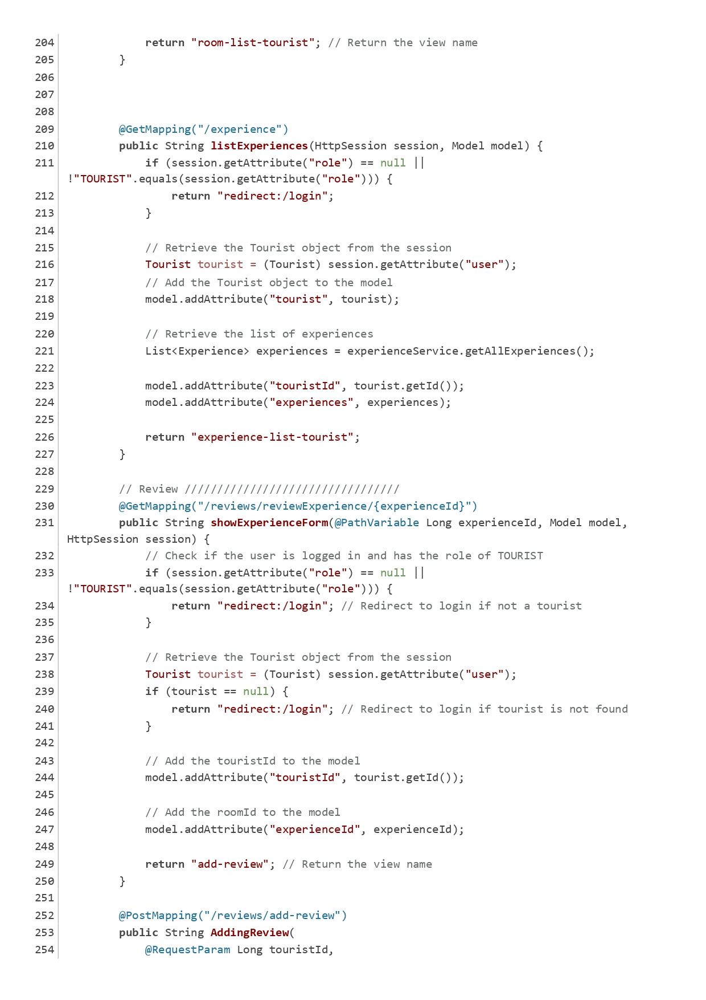 204 return "room-list-tourist"; // Return the view name
205 }
206
207
208
209 @GetMapping("/experience")
210 public String listExperiences(HttpSession session, Model model) {
211 if (session.getAttribute("role") == null ||
!"TOURIST".equals(session.getAttribute("role"))) {
212 return "redirect:/login";
213 }
214
215 // Retrieve the Tourist object from the session
216 Tourist tourist = (Tourist) session.getAttribute("user");
217 // Add the Tourist object to the model
218 model.addAttribute("tourist", tourist);
219
220 // Retrieve the list of experiences
221 List<Experience> experiences = experienceService.getAllExperiences();
222
223 model.addAttribute("touristId", tourist.getId());
224 model.addAttribute("experiences", experiences);
225
226 return "experience-list-tourist";
227 }
228
229 // Review /////////////////////////////////
230 @GetMapping("/reviews/reviewExperience/{experienceId}")
231 public String showExperienceForm(@PathVariable Long experienceId, Model model,
HttpSession session) {
232 // Check if the user is logged in and has the role of TOURIST
233 if (session.getAttribute("role") == null ||
!"TOURIST".equals(session.getAttribute("role"))) {
234 return "redirect:/login"; // Redirect to login if not a tourist
235 }
236
237 // Retrieve the Tourist object from the session
238 Tourist tourist = (Tourist) session.getAttribute("user");
239 if (tourist == null) {
240 return "redirect:/login"; // Redirect to login if tourist is not found
241 }
242
243 // Add the touristId to the model
244 model.addAttribute("touristId", tourist.getId());
245
246 // Add the roomId to the model
247 model.addAttribute("experienceId", experienceId);
248
249 return "add-review"; // Return the view name
250 }
251
252 @PostMapping("/reviews/add-review")
253 public String AddingReview(
254 @RequestParam Long touristId,